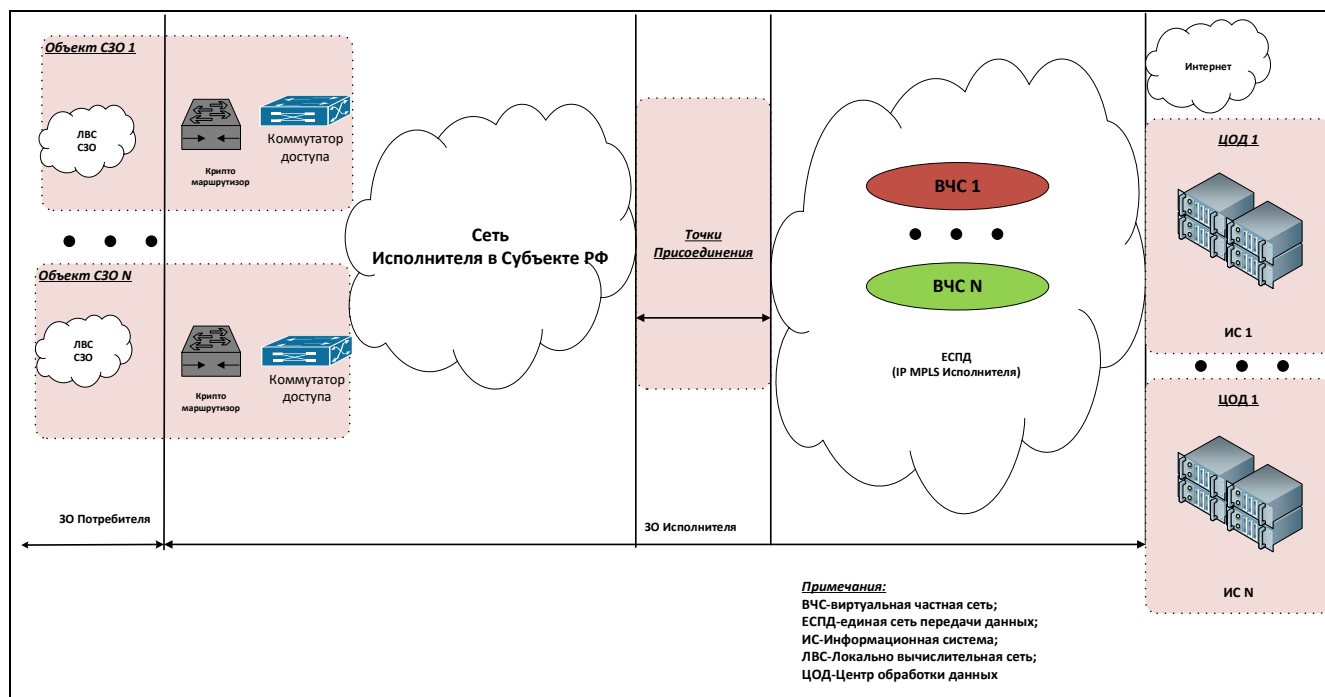 Объект СЗО 1
ЛВС
СЗО
Крипто
маршрутизор
Коммутатор
доступа
Объект СЗО N
ЛВС
СЗО
Крипто
маршрутизор
Коммутатор
доступа
Сеть
Исполнителя в Субъекте РФ
Точки
Присоединения
ВЧС 1
ВЧС N
ЕСПД
(IP MPLS Исполнителя)
Интернет
ЦОД 1
ИС 1
ЦОД 1
ИС N
ЗО Потребителя
ЗО Исполнителя
Примечания:
ВЧС-виртуальная частная сеть;
ЕСПД-единая сеть передачи данных;
ИС-Информационная система;
ЛВС-Локально вычислительная сеть;
ЦОД-Центр обработки данных